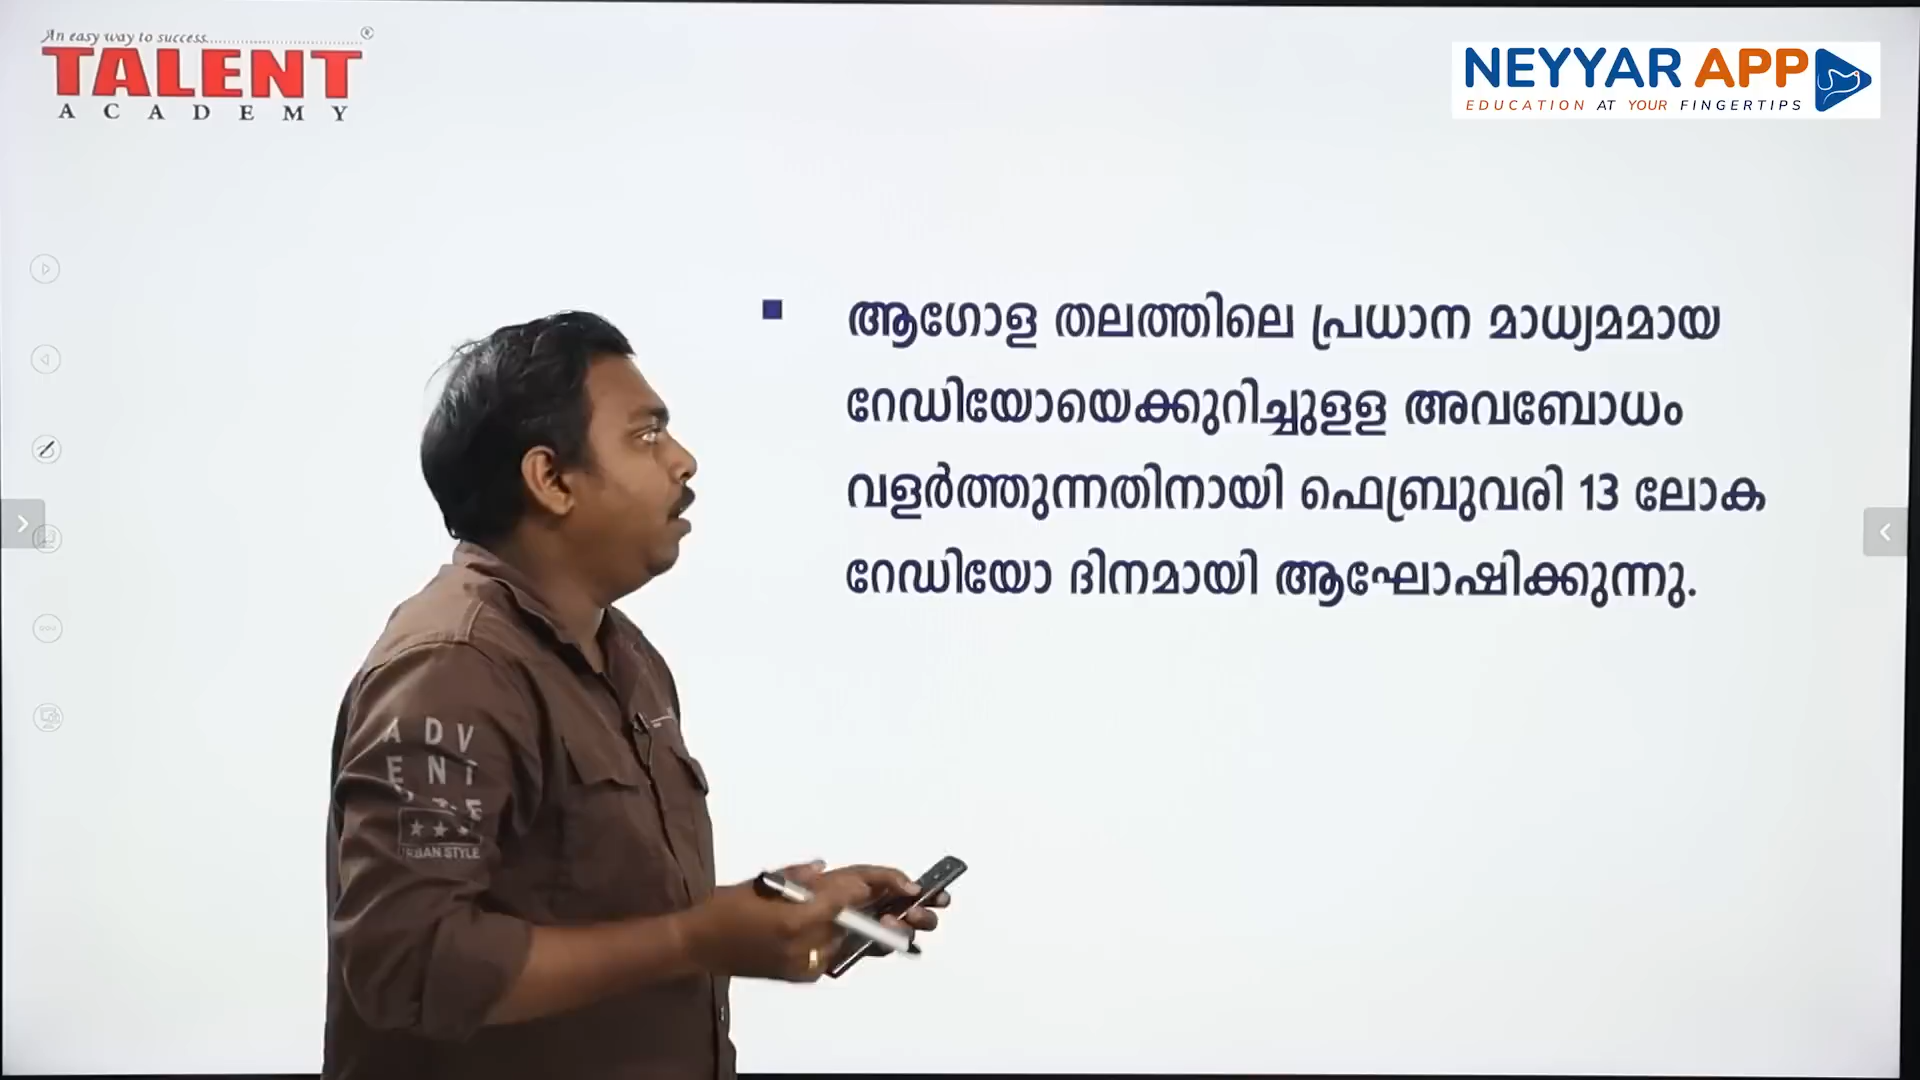 An easy way to success
TALENT
ACADEMY
NEYYAR APP
EDUCATION AT YOUR FINGERTIPS
ആഗോള തലത്തിലെ പ്രധാന മാധ്യമമായ
റേഡിയോയെക്കുറിച്ചുളള അവബോധം
വളർത്തുന്നതിനായി ഫെബ്രുവരി 13 ലോക
റേഡിയോ ദിനമായി ആഘോഷിക്കുന്നു.
ADV
ENT
URBAN STYLE